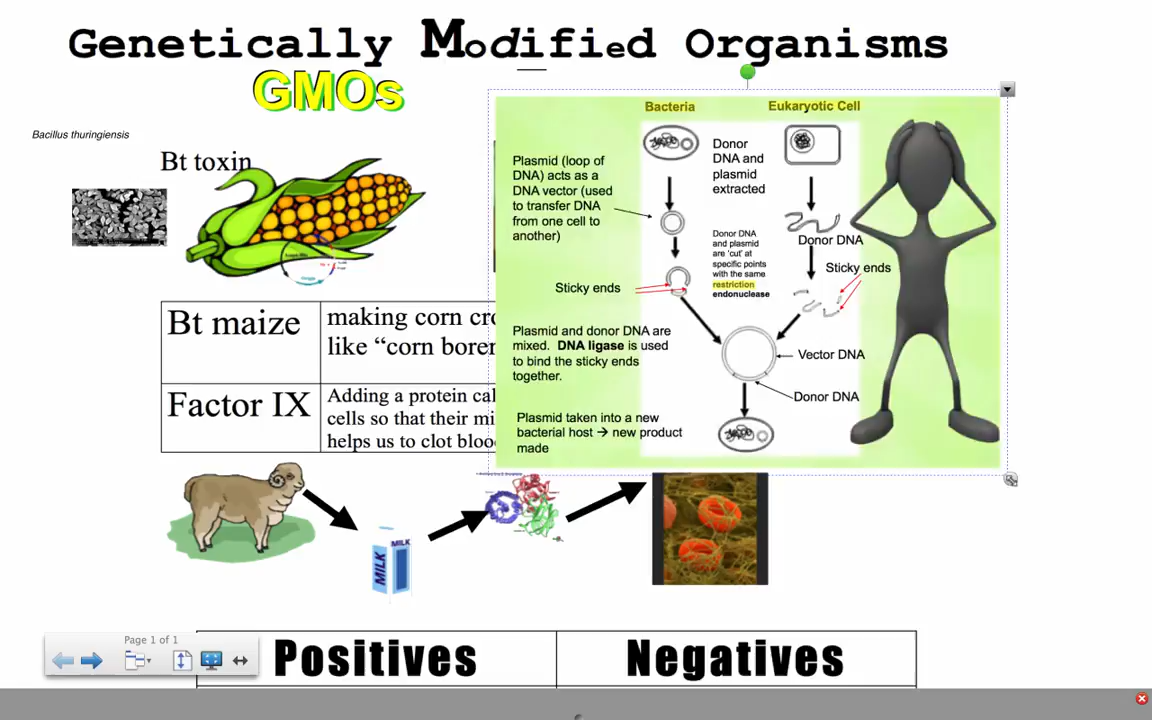 Genetically Modified Organisms
GMOs
Bacillus thuringiensis
Bt toxin
Bt maize
making corn cro
like “corn borer
Factor IX
Adding a protein cal
cells so that their mi
helps us to clot bloo
Bacteria
Eukaryotic Cell
Plasmid (loop of
DNA) acts as a
DNA vector (used
to transfer DNA
from one cell to
another)
Donor
DNA and
plasmid
extracted
Donor DNA
Donor DNA
and plasmid
are 'cut' at
specific points
with the same
restriction
endonuclease
Sticky ends
Sticky ends
Plasmid and donor DNA are
mixed. DNA ligase is used
to bind the sticky ends
together.
Vector DNA
Donor DNA
Plasmid taken into a new
bacterial host → new product
made
MILK
MILK
Page 1 of 1
Positives
Negatives